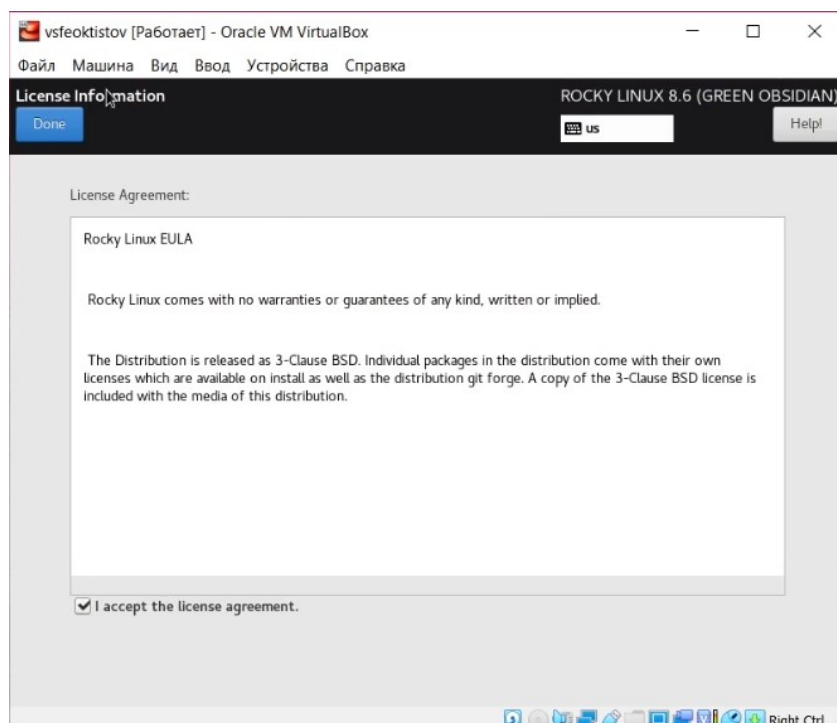 vsfeoktistov [Работает] - Oracle VM VirtualBox
Файл Машина Вид Ввод Устройства Справка
License Information
ROCKY LINUX 8.6 (GREEN OBSIDIAN)
Done
us
Help!
License Agreement:
Rocky Linux EULA
Rocky Linux comes with no warranties or guarantees of any kind, written or implied.
The Distribution is released as 3-Clause BSD. Individual packages in the distribution come with their own
licenses which are available on install as well as the distribution git forge. A copy of the 3-Clause BSD license is
included with the media of this distribution.
I accept the license agreement.
Right Ctrl